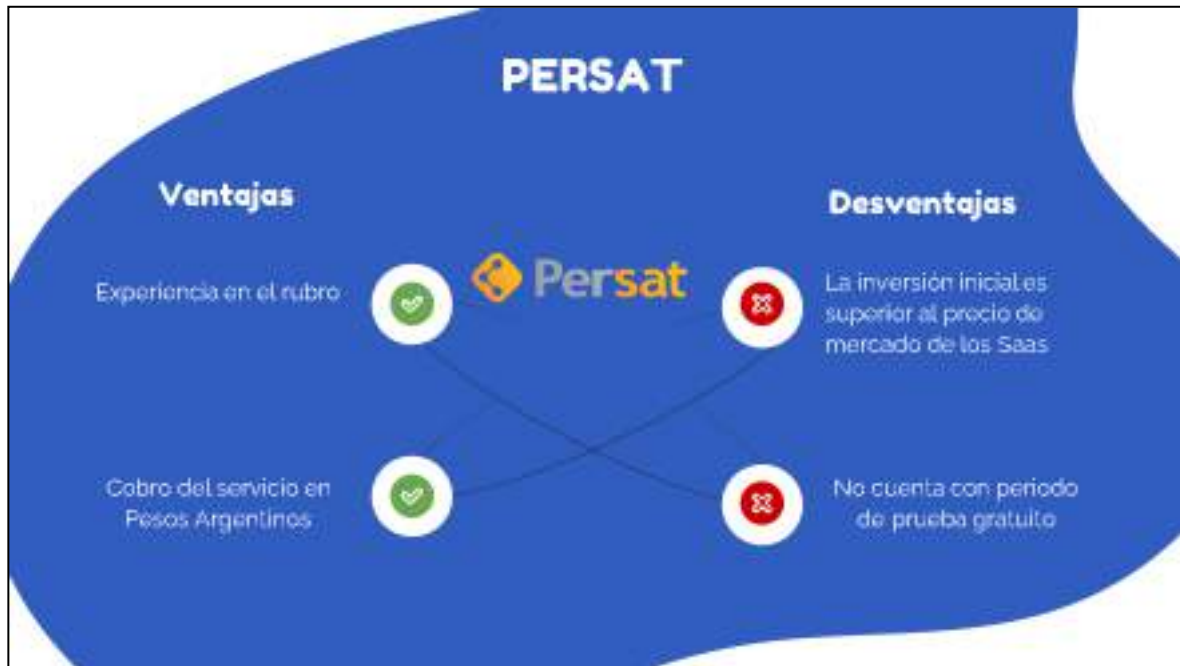 PERSAT
Ventajas
Experiencia en el rubro
Cobro del servicio en
Pesos Argentinos
Persat
Desventajas
La inversión inicial es
superior al precio de
mercado de los Saas
No cuenta con periodo
de prueba gratuito